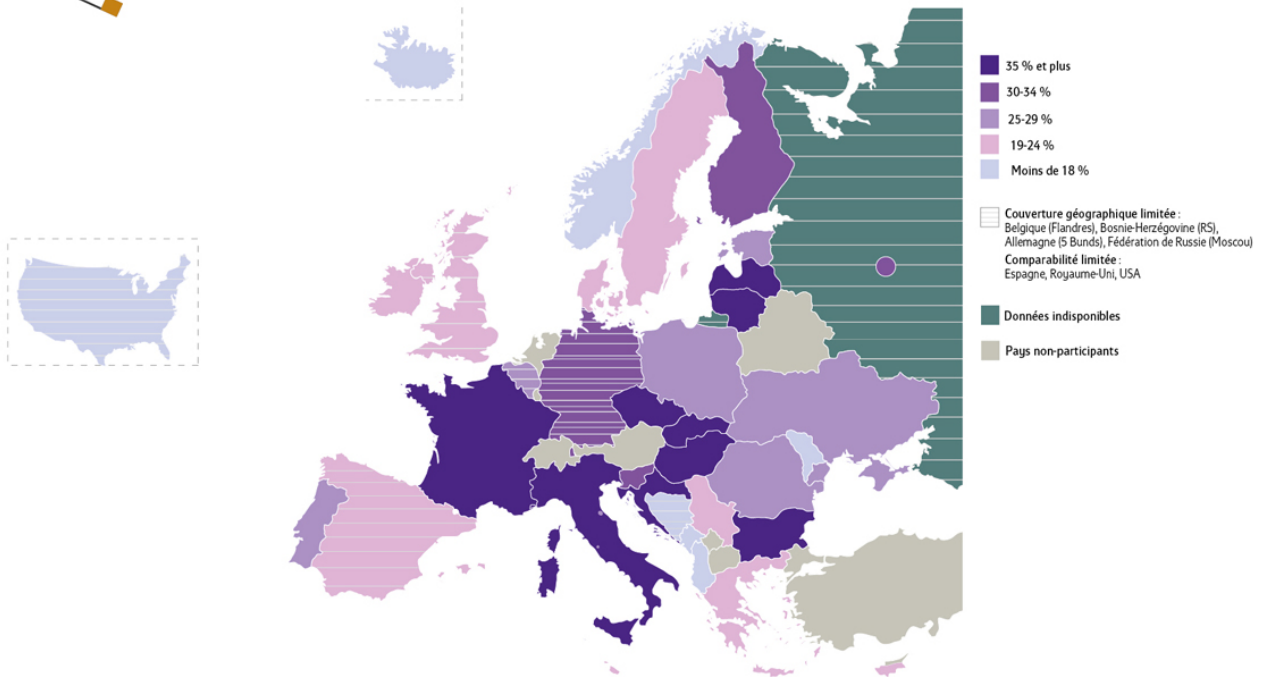 35 % et plus
30-34 %
25-29 %
19-24 %
Moins de 18 %
Couverture géographique limitée :
Belgique (Flandres), Bosnie-Herzégovine (RS),
Allemagne (5 Bunds), Fédération de Russie (Moscou)
Comparabilité limitée :
Espagne, Royaume-Uni, USA
Données indisponibles
Pays non-participants